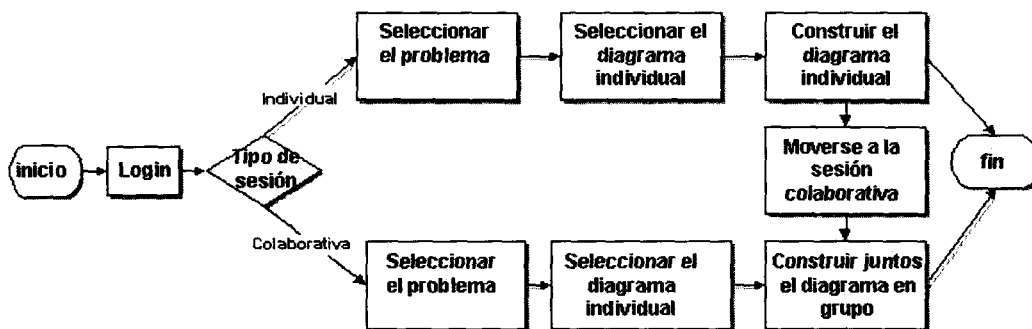 Seleccionar
el problema
Seleccionar el
diagrama
individual
Construir el
diagrama
individual
Individual
inicio
Login
Tipo de
sesión
Moverse a la
sesión
colaborativa
fin
Colaborativa
Seleccionar
el problema
Seleccionar el
diagrama
individual
Construir juntos
el diagrama en
grupo